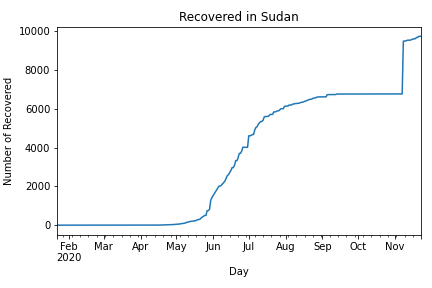 Recovered in Sudan
10000
8000
6000
4000
2000
0
Number of Recovered
Feb Mar Apr May Jun Jul Aug Sep Oct Nov
2020
Day